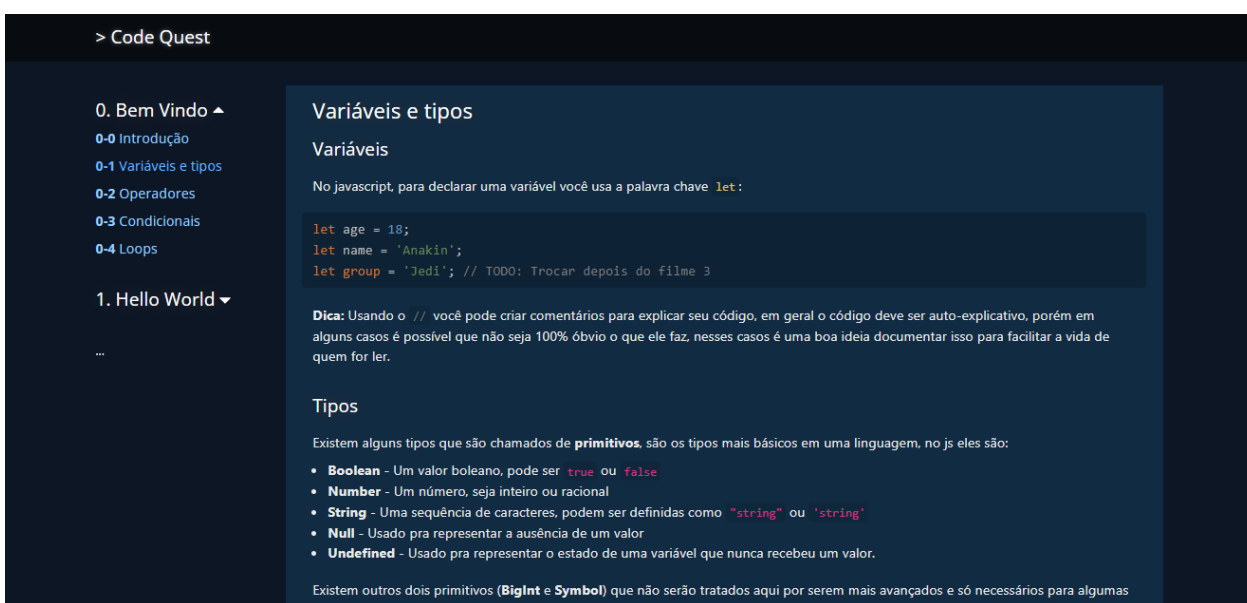 > Code Quest
0. Bem Vindo
0-0 Introdução
0-1 Variáveis e tipos
0-2 Operadores
0-3 Condicionais
0-4 Loops
1. Hello World
...
Variáveis e tipos
Variáveis
No javascript, para declarar uma variável você usa a palavra chave let:
let age = 18;
let name = 'Anakin';
let group = 'Jedi'; // TODO: Trocar depois do filme 3
Dica: Usando o // você pode criar comentários para explicar seu código, em geral o código deve ser auto-explicativo, porém em
alguns casos é possível que não seja 100% óbvio o que ele faz, nesses casos é uma boa ideia documentar isso para facilitar a vida de
quem for ler.
Tipos
Existem alguns tipos que são chamados de primitivos, são os tipos mais básicos em uma linguagem, no js eles são:
• Boolean - Um valor boleano, pode ser true ou false
• Number - Um número, seja inteiro ou racional
• String - Uma sequência de caracteres, podem ser definidas como "string" ou 'string'
• Null - Usado pra representar a ausência de um valor
• Undefined - Usado pra representar o estado de uma variável que nunca recebeu um valor.
Existem outros dois primitivos (BigInt e Symbol) que não serão tratados aqui por serem mais avançados e só necessários para algumas